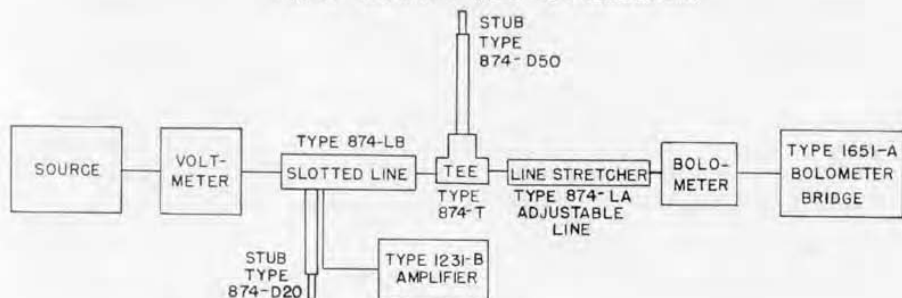 STUB
TYPE
874-D50
SOURCE
VOLT-
METER
TYPE 874-LB
SLOTTED LINE
TEE
TYPE
874-T
LINE STRETCHER
TYPE 874-LA
ADJUSTABLE
LINE
BOLO-
METER
TYPE 1651-A
BOLOMETER
BRIDGE
STUB
TYPE
874-D20
TYPE 1231-B
AMPLIFIER